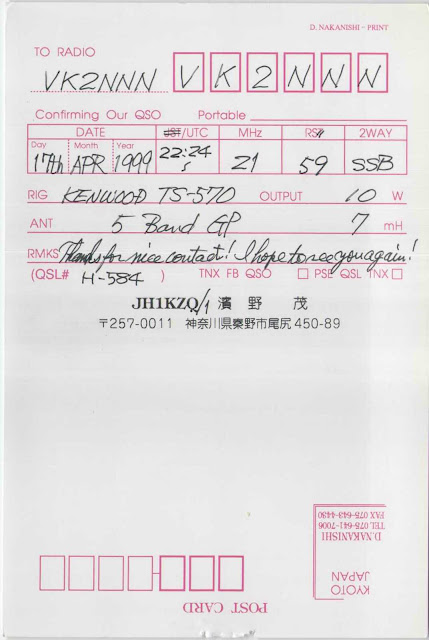 D. NAKANISHI - PRINT
TO RADIO
VK2NNN VK2NNN
Confirming Our QSO Portable
DATE JST/UTC MHz RST 2WAY
Day Month Year
17th APR 1999 22:24 21 59 SSB
RIG KENWOOD TS-570 OUTPUT 10 W
ANT 5 Band GP 7 mH
RMKS Thanks for nice contact! I hope to see you again!
(QSL# H-584 ) TNX FB QSO □ PSE QSL TNX □
JH1KZQ/1 濱野 茂
〒257-0011 神奈川県秦野市尾尻450-89
KYOTO
JAPAN
D.NAKANISHI
TEL 075-641-7006
FAX 075-643-4430
POST CARD